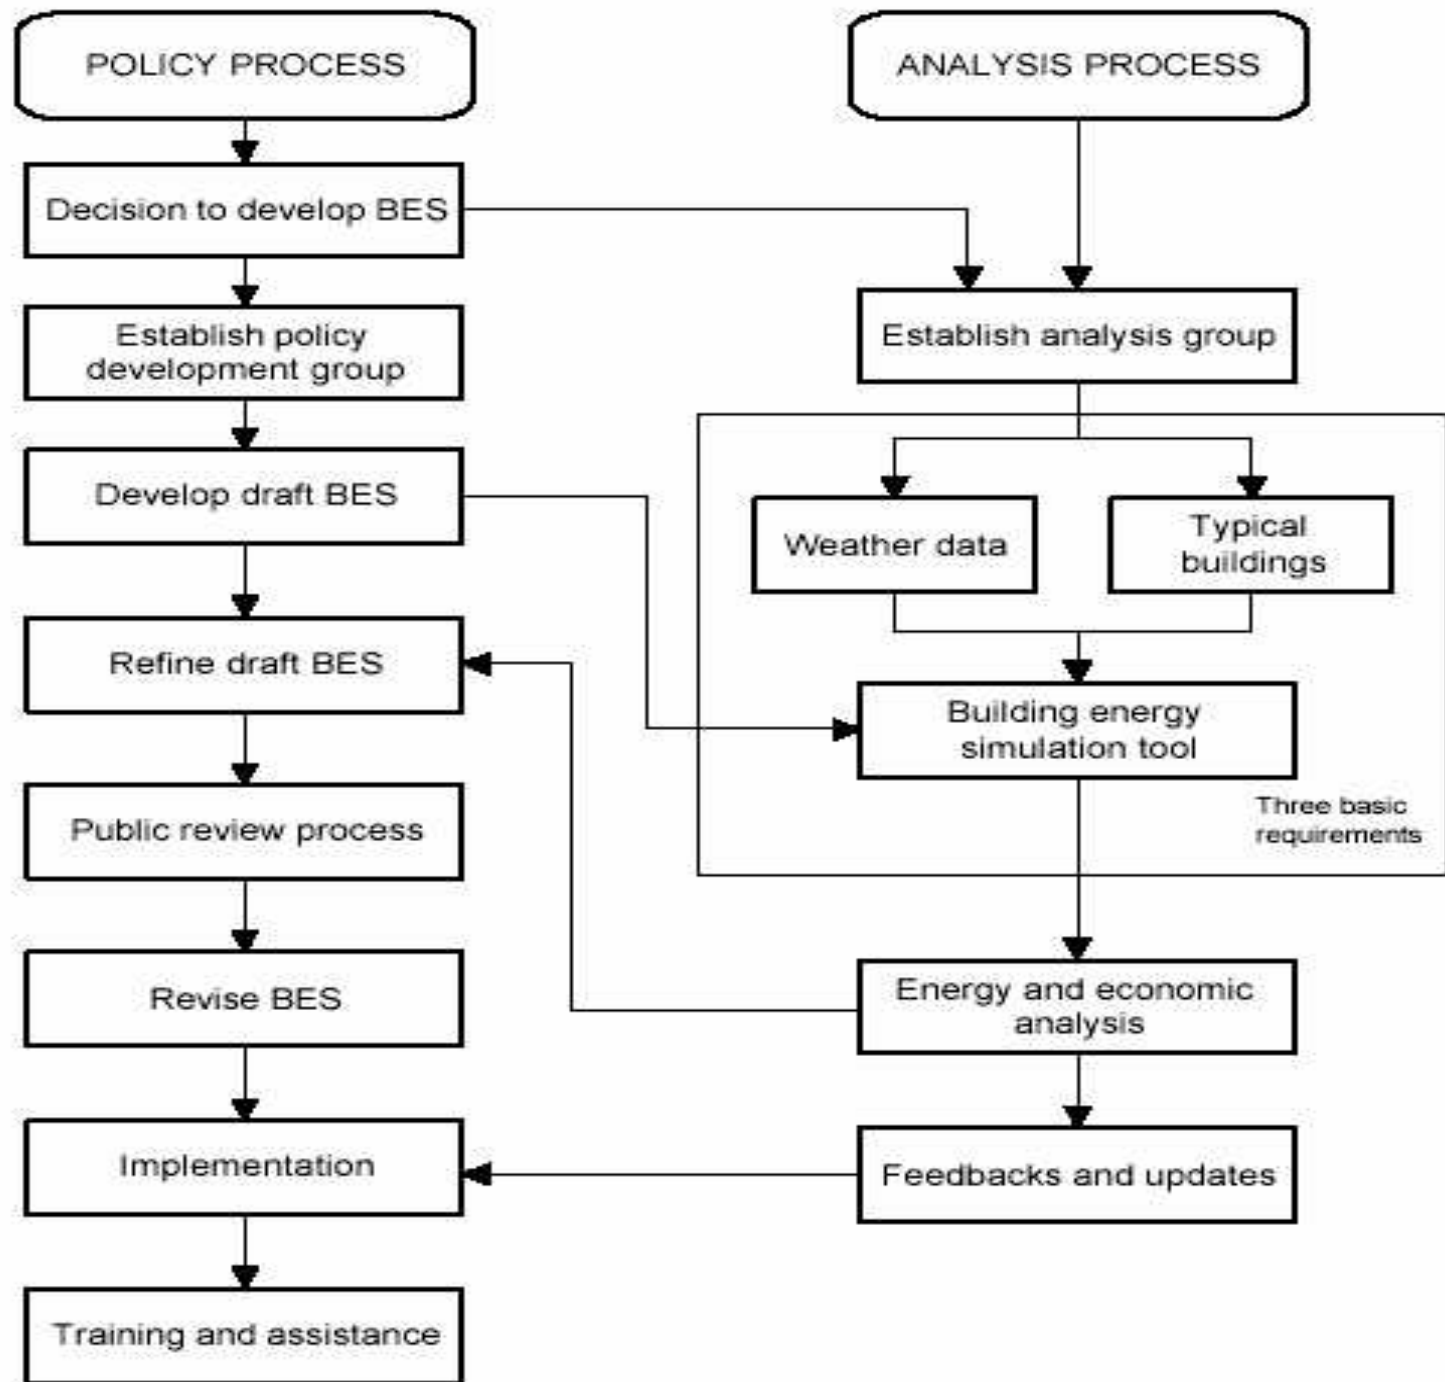 POLICY PROCESS
Decision to develop BES
Establish policy
development group
Develop draft BES
Refine draft BES
Public review process
Revise BES
Implementation
Training and assistance
ANALYSIS PROCESS
Establish analysis group
Weather data
Typical
buildings
Building energy
simulation tool
Three basic
requirements
Energy and economic
analysis
Feedbacks and updates